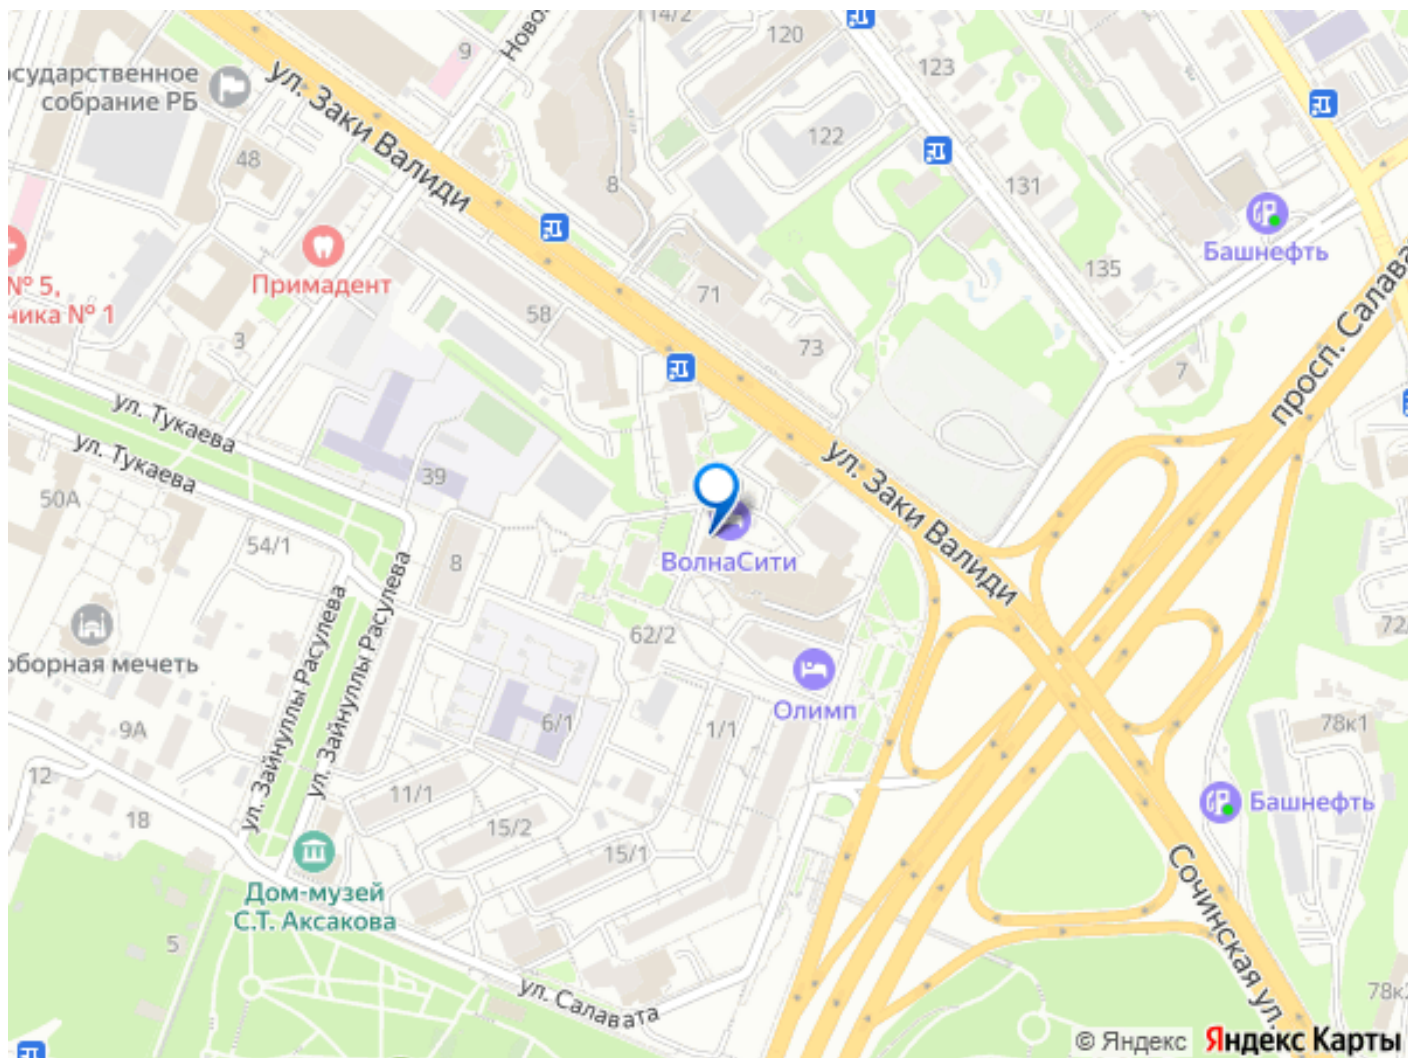 114/2
120
9
123
осударственное
собрание РБ
ул. Заки Валиди
122
48
8
131
Примадент
Башнефть
135
№ 5,
ника № 1
71
58
3
73
7
просп. Салава
ул. Тукаева
ул. Тукаева
39
50А
ул. Заки Валиди
54/1
8
ВолнаСити
62/2
72
оборная мечеть
ул. Зайнуллы Расулева
ул. Зайнуллы Расулева
Олимп
9А
6/1
1/1
78к1
12
11/1
18
15/2
15/1
Башнефть
Дом-музей
С.Т. Аксакова
Сочинская ул.
5
ул. Салавата
78к2
© Яндекс Яндекс Карты